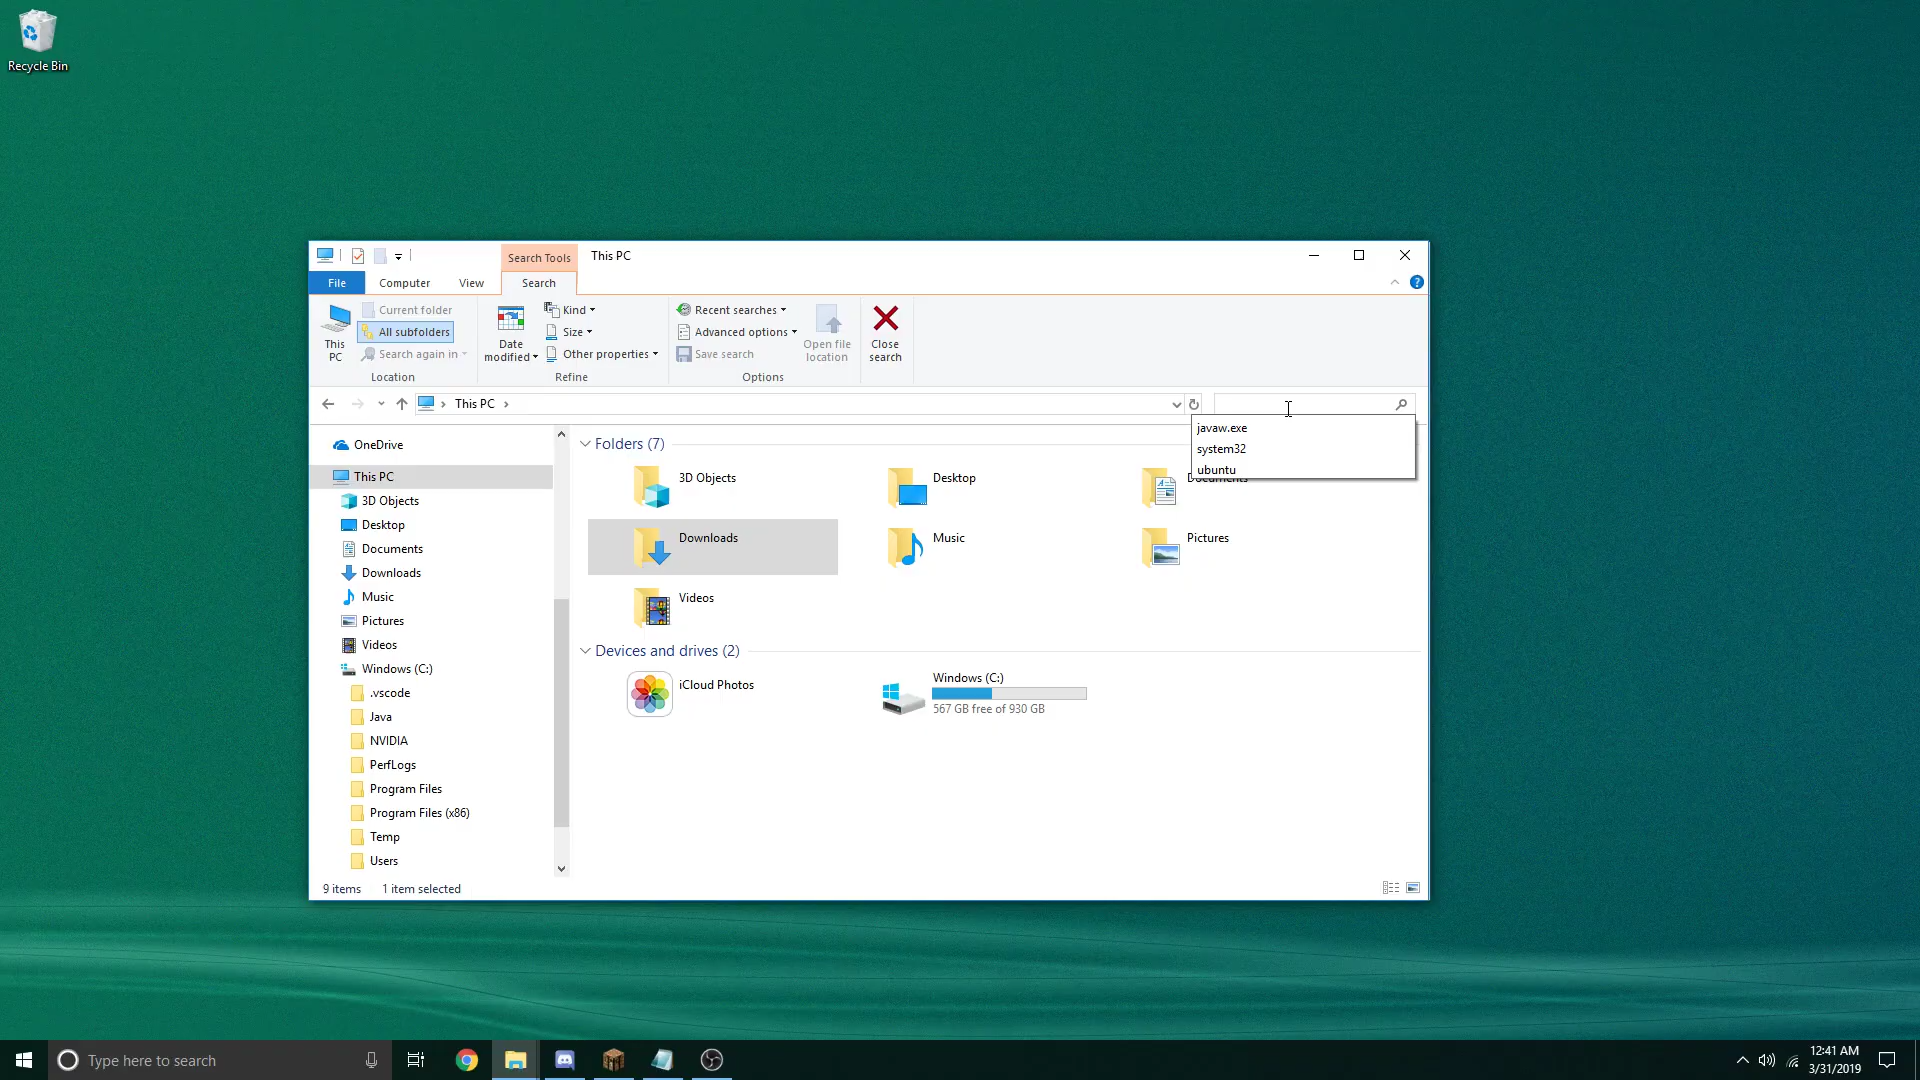 Recycle Bin
Search Tools
This PC
File
Computer
View
Search
This PC
Current folder
All subfolders
Search again in
Location
Date modified
Kind
Size
Other properties
Refine
Recent searches
Advanced options
Save search
Open file location
Options
Close search
This PC
javaw.exe
system32
ubuntu
OneDrive
This PC
3D Objects
Desktop
Documents
Downloads
Music
Pictures
Videos
Windows (C:)
.vscode
Java
NVIDIA
PerfLogs
Program Files
Program Files (x86)
Temp
Users
Folders (7)
3D Objects
Desktop
Documents
Downloads
Music
Pictures
Videos
Devices and drives (2)
iCloud Photos
Windows (C:)
567 GB free of 930 GB
9 items
1 item selected
Type here to search
12:41 AM
3/31/2019